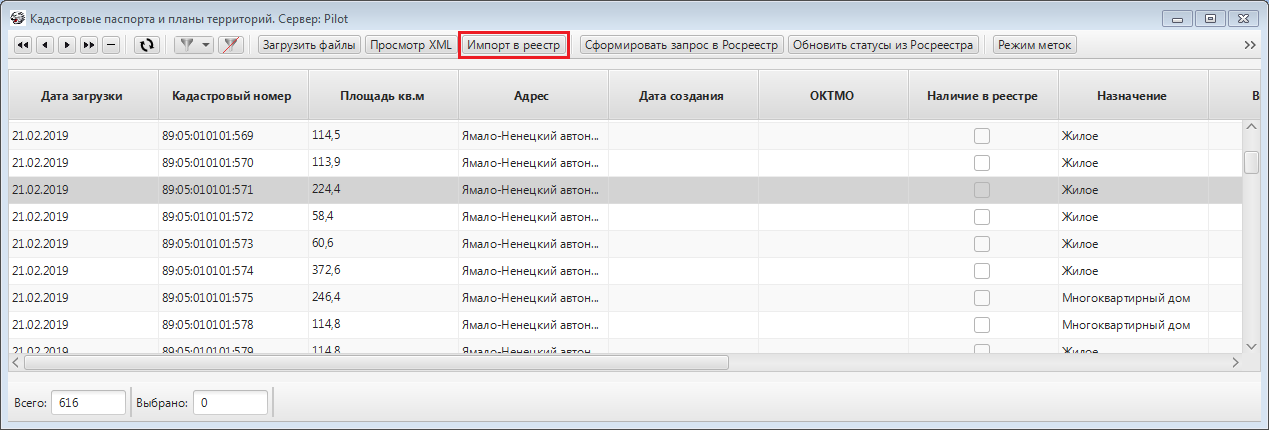 Кадастровые паспорта и планы территорий. Сервер: Pilot
Загрузить файлы Просмотр XML Импорт в реестр Сформировать запрос в Росреестр Обновить статусы из Росреестра Режим меток
Дата загрузки Кадастровый номер Площадь кв.м Адрес Дата создания ОКТМО Наличие в реестре Назначение В
21.02.2019 89:05:010101:569 114,5 Ямало-Ненецкий автон... Жилое
21.02.2019 89:05:010101:570 113,9 Ямало-Ненецкий автон... Жилое
21.02.2019 89:05:010101:571 224,4 Ямало-Ненецкий автон... Жилое
21.02.2019 89:05:010101:572 58,4 Ямало-Ненецкий автон... Жилое
21.02.2019 89:05:010101:573 60,6 Ямало-Ненецкий автон... Жилое
21.02.2019 89:05:010101:574 372,6 Ямало-Ненецкий автон... Жилое
21.02.2019 89:05:010101:575 246,4 Ямало-Ненецкий автон... Многоквартирный дом
21.02.2019 89:05:010101:578 114,8 Ямало-Ненецкий автон... Многоквартирный дом
21.02.2019 89:05:010101:579 114,8 Ямало-Ненецкий автон... Жилое
Всего: 616 Выбрано: 0